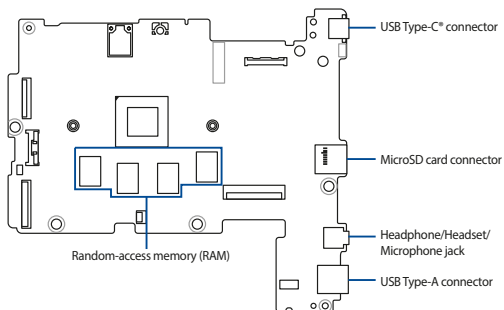 USB Type-C® connector
MicroSD card connector
Headphone/Headset/
Microphone jack
Random-access memory (RAM)
USB Type-A connector